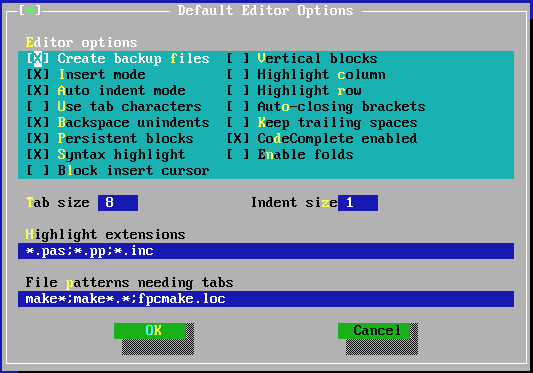 [■] Default Editor Options
Editor options
[X] Create backup files [ ] Vertical blocks
[X] Insert mode [ ] Highlight column
[X] Auto indent mode [ ] Highlight row
[ ] Use tab characters [ ] Auto-closing brackets
[X] Backspace unindents [ ] Keep trailing spaces
[X] Persistent blocks [X] CodeComplete enabled
[X] Syntax highlight [ ] Enable folds
[ ] Block insert cursor
Tab size 8 Indent size 1
Highlight extensions
*.pas;*.pp;*.inc
File patterns needing tabs
make*;make*.*;fpcmake.loc
OK Cancel